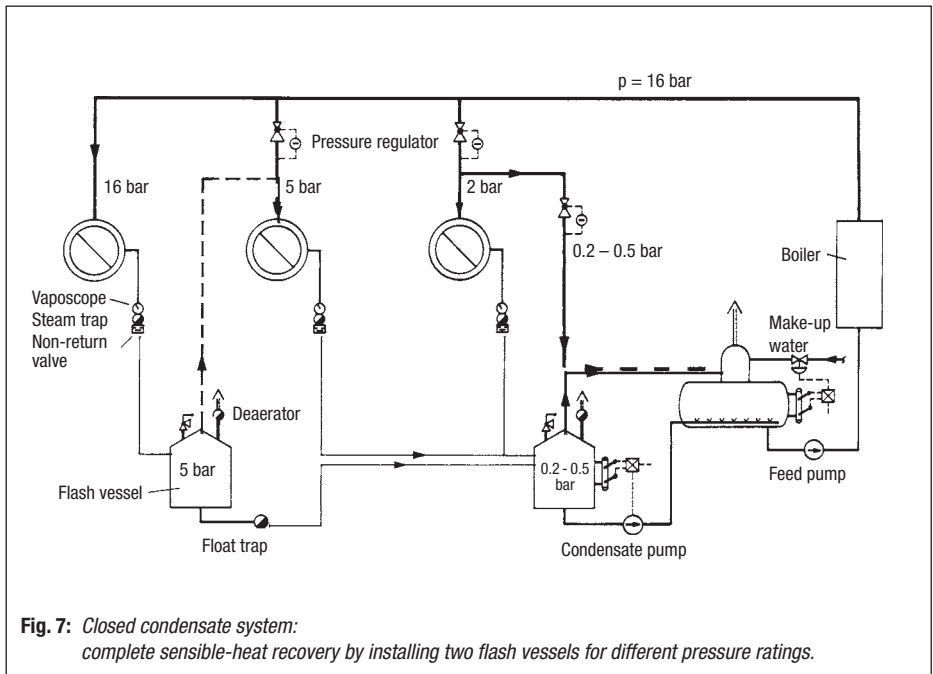 p = 16 bar
Pressure regulator
16 bar
5 bar
2 bar
0.2 – 0.5 bar
Boiler
Vaposcope
Steam trap
Non-return
valve
Make-up
water
Deaerator
5 bar
Flash vessel
0.2 - 0.5
bar
Feed pump
Float trap
Condensate pump
Fig. 7: Closed condensate system:
complete sensible-heat recovery by installing two flash vessels for different pressure ratings.